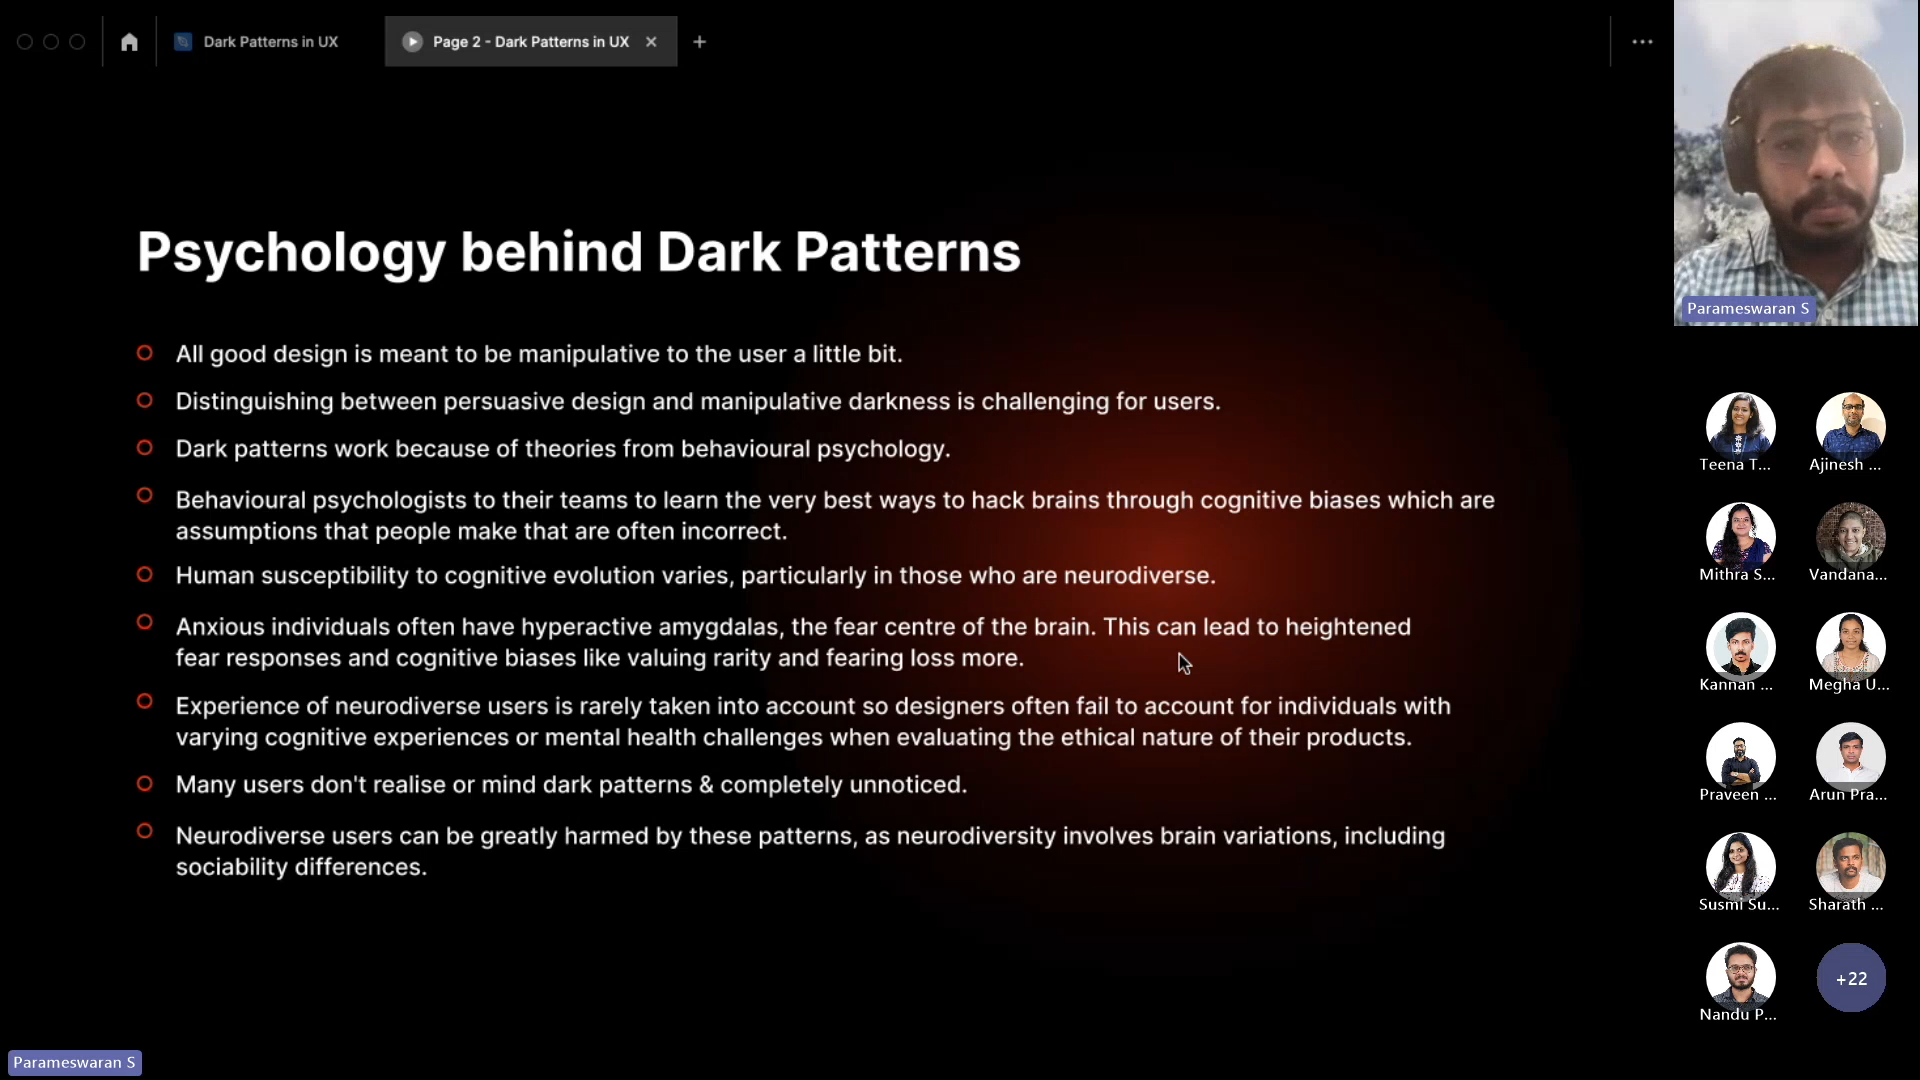 Dark Patterns in UX
Page 2 - Dark Patterns in UX
Psychology behind Dark Patterns
All good design is meant to be manipulative to the user a little bit.
Distinguishing between persuasive design and manipulative darkness is challenging for users.
Dark patterns work because of theories from behavioural psychology.
Behavioural psychologists to their teams to learn the very best ways to hack brains through cognitive biases which are
assumptions that people make that are often incorrect.
Human susceptibility to cognitive evolution varies, particularly in those who are neurodiverse.
Anxious individuals often have hyperactive amygdalas, the fear centre of the brain. This can lead to heightened
fear responses and cognitive biases like valuing rarity and fearing loss more.
Experience of neurodiverse users is rarely taken into account so designers often fail to account for individuals with
varying cognitive experiences or mental health challenges when evaluating the ethical nature of their products.
Many users don't realise or mind dark patterns & completely unnoticed.
Neurodiverse users can be greatly harmed by these patterns, as neurodiversity involves brain variations, including
sociability differences.
Parameswaran S
Teena T...
Ajinesh ...
Mithra S...
Vandana...
Kannan ...
Megha U...
Praveen ...
Arun Pra...
Susmi Su...
Sharath ...
Nandu P...
+22
Parameswaran S